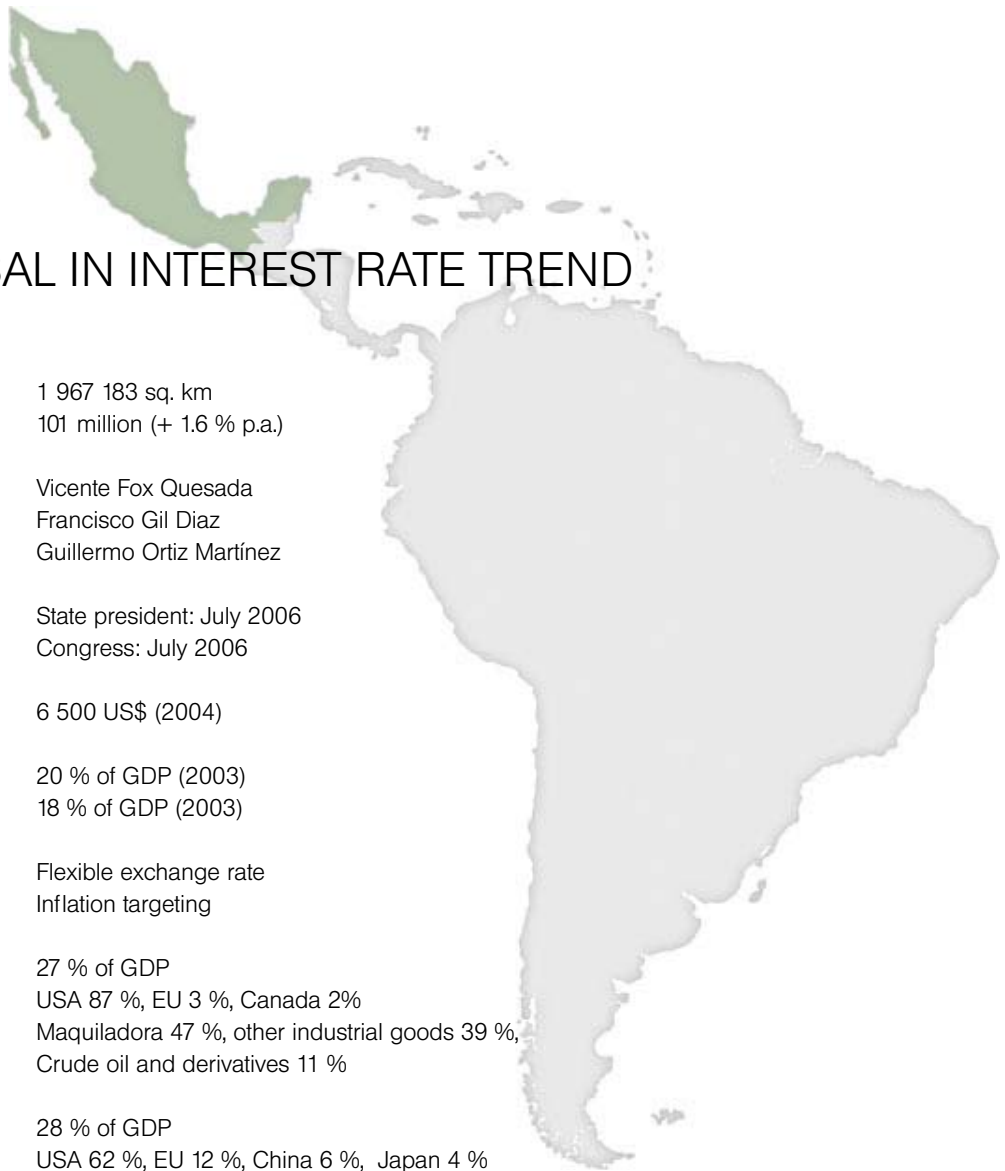 AL IN INTEREST RATE TREND
1 967 183 sq. km
101 million (+ 1.6 % p.a.)
Vicente Fox Quesada
Francisco Gil Diaz
Guillermo Ortiz Martínez
State president: July 2006
Congress: July 2006
6 500 US$ (2004)
20 % of GDP (2003)
18 % of GDP (2003)
Flexible exchange rate
Inflation targeting
27 % of GDP
USA 87 %, EU 3 %, Canada 2%
Maquiladora 47 %, other industrial goods 39 %,
Crude oil and derivatives 11 %
28 % of GDP
USA 62 %, EU 12 %, China 6 %, Japan 4 %